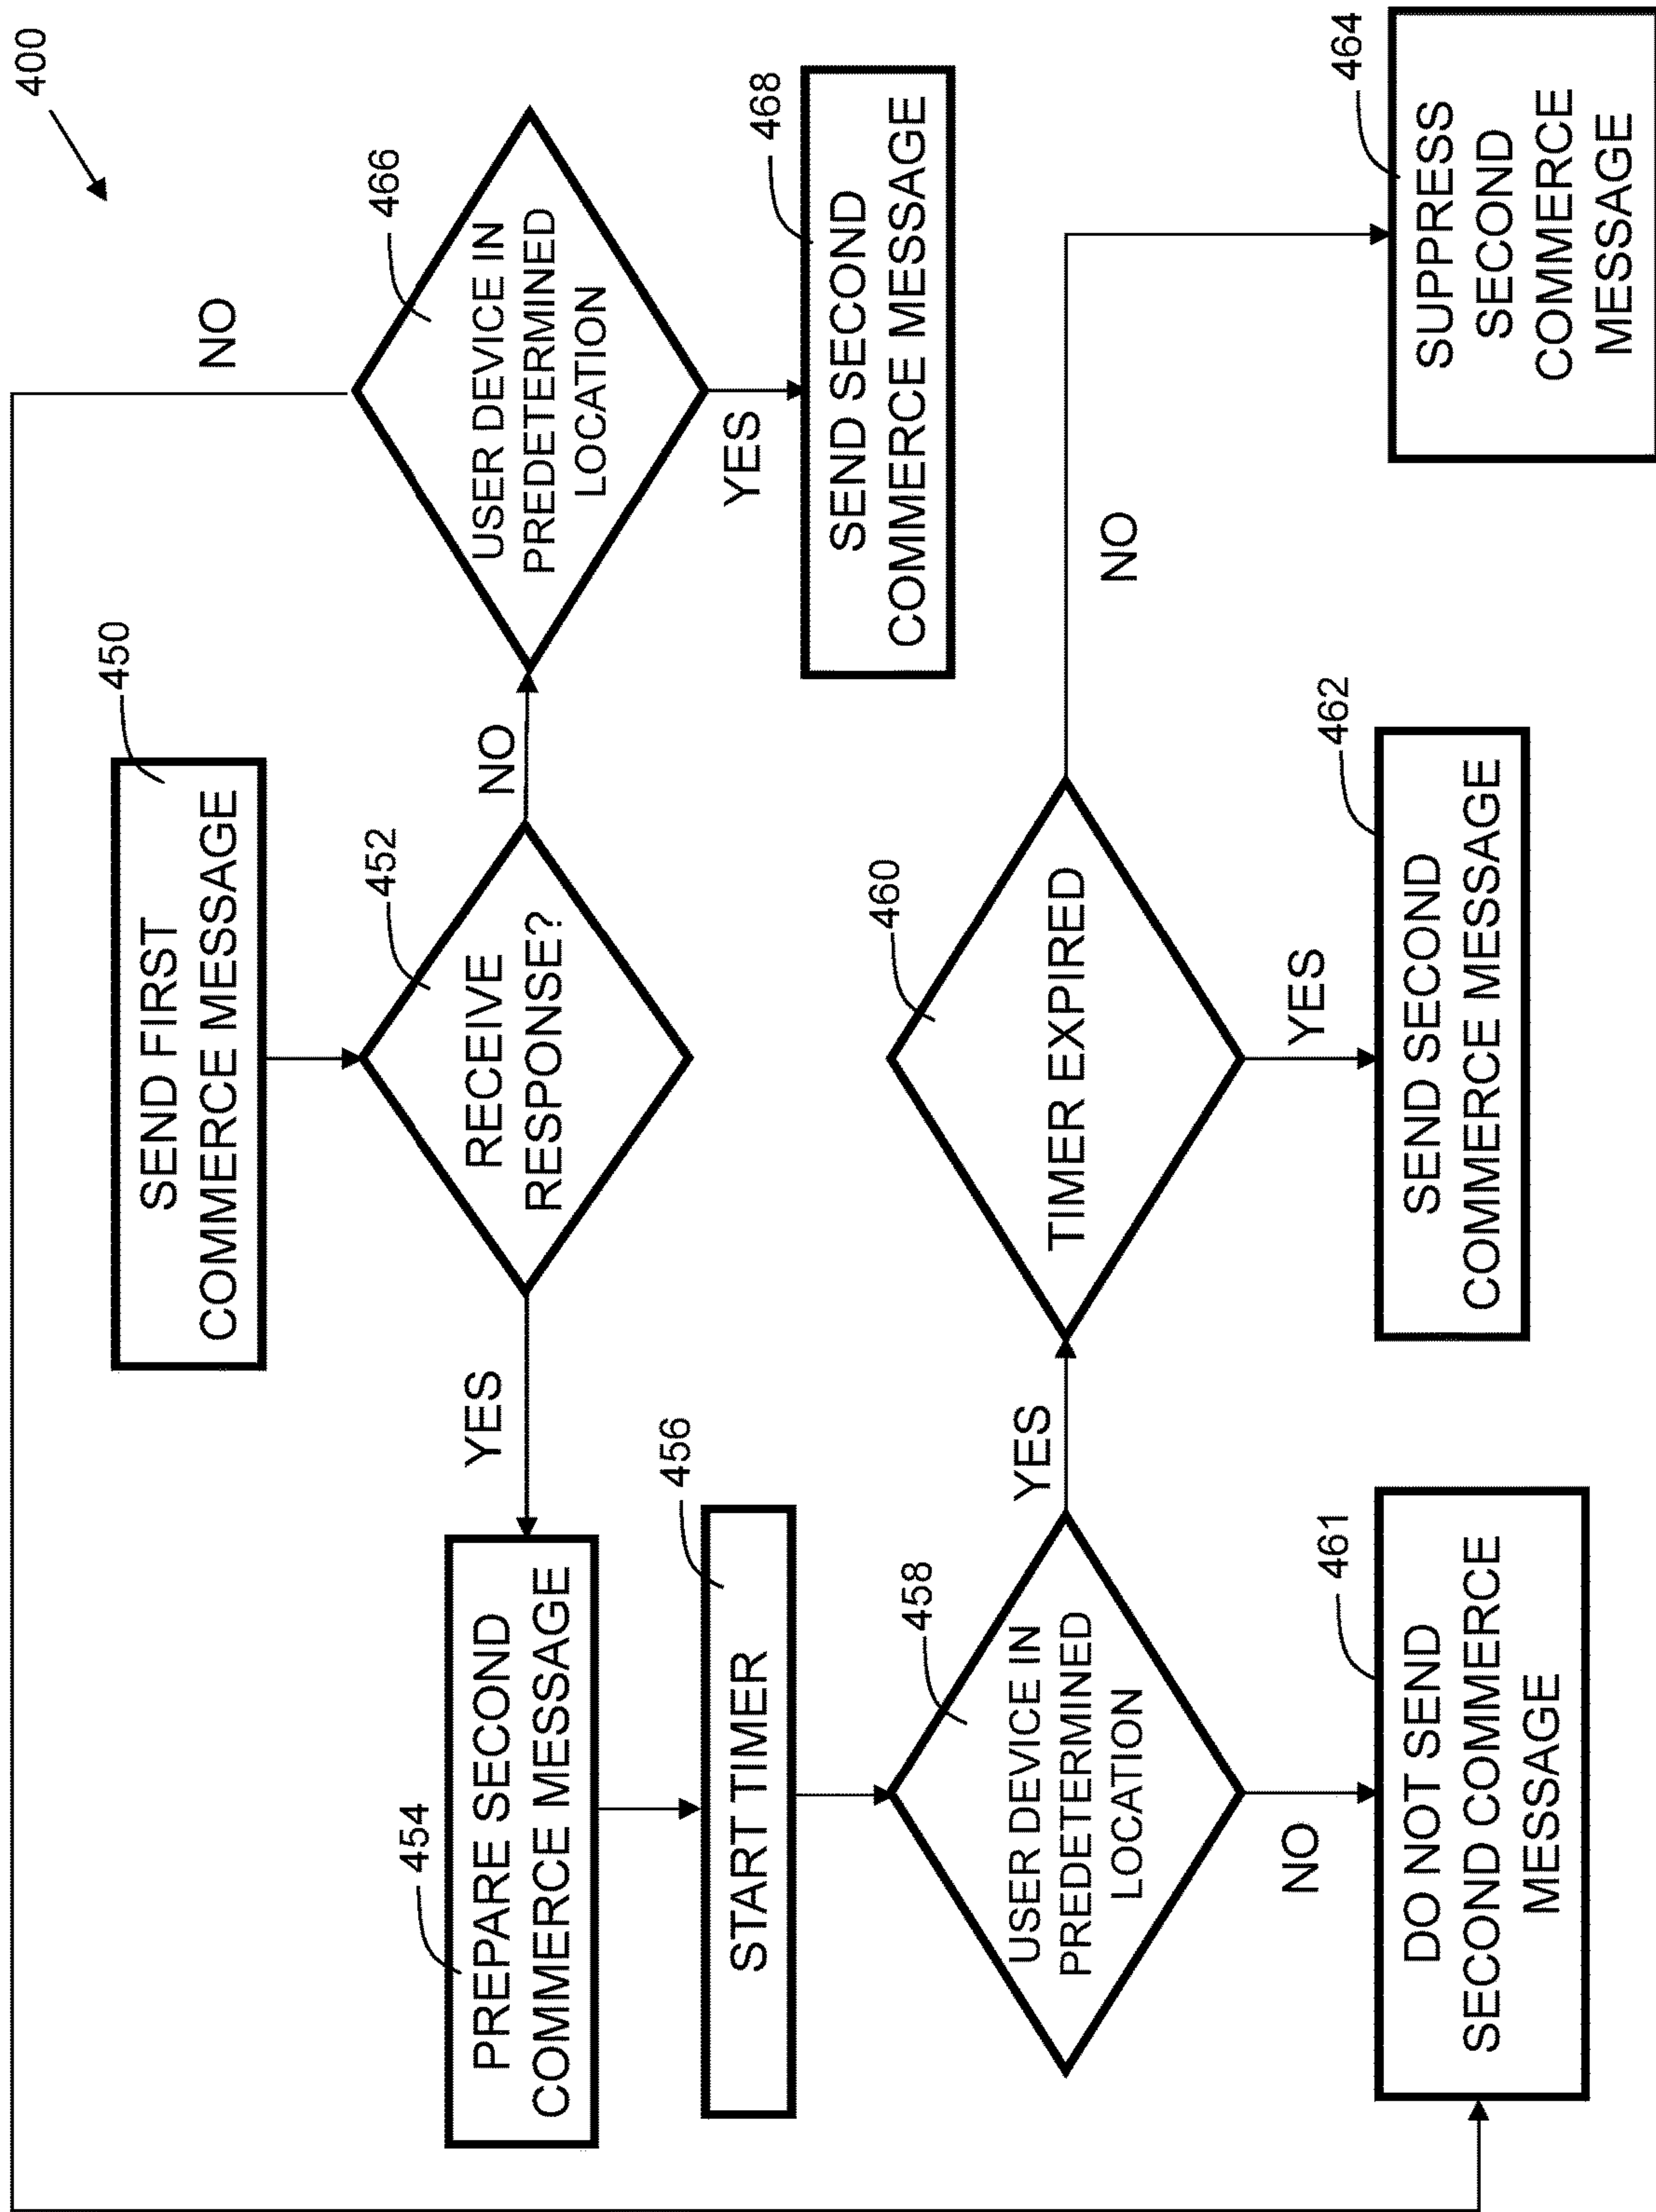 400
450
SEND FIRST
COMMERCE MESSAGE
452
RECEIVE
RESPONSE?
YES
NO
454
PREPARE SECOND
COMMERCE MESSAGE
466
USER DEVICE IN
PREDETERMINED
LOCATION
NO
YES
456
START TIMER
468
SEND SECOND
COMMERCE MESSAGE
458
USER DEVICE IN
PREDETERMINED
LOCATION
YES
NO
460
TIMER EXPIRED
YES
NO
461
DO NOT SEND
SECOND COMMERCE
MESSAGE
462
SEND SECOND
COMMERCE MESSAGE
464
SUPPRESS
SECOND
COMMERCE
MESSAGE